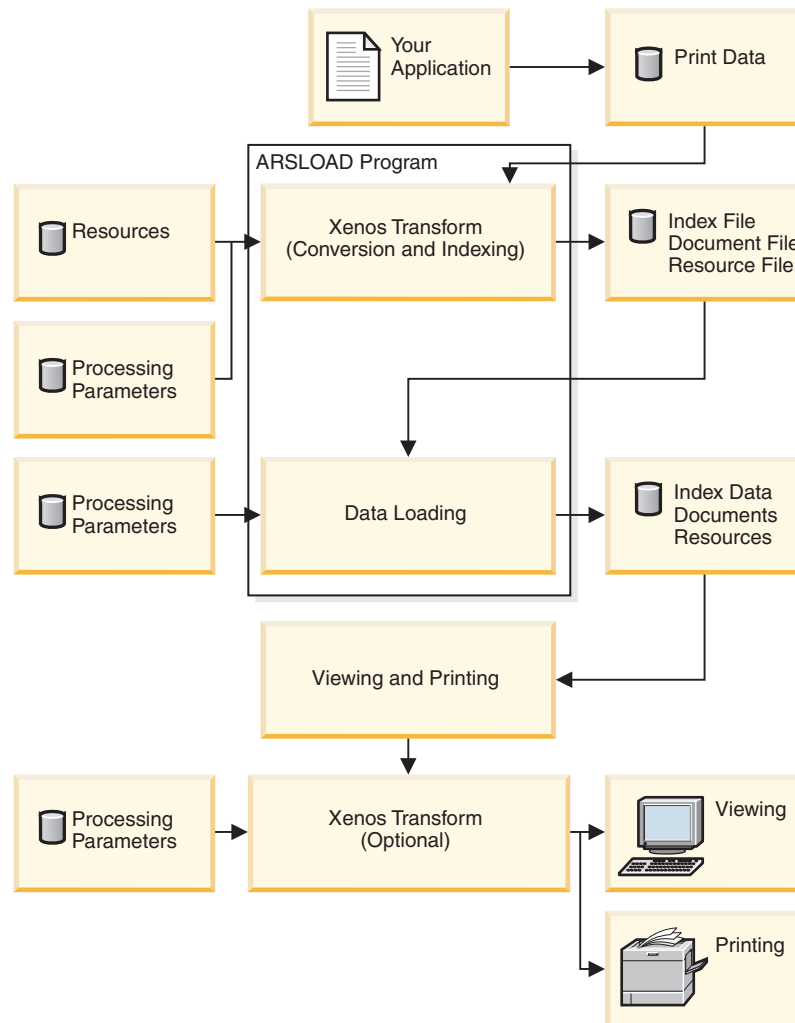 Your
Application
Print Data
ARSLOAD Program
Resources
Xenos Transform
(Conversion and Indexing)
Index File
Document File
Resource File
Processing
Parameters
Processing
Parameters
Data Loading
Index Data
Documents
Resources
Viewing and Printing
Processing
Parameters
Xenos Transform
(Optional)
Viewing
Printing